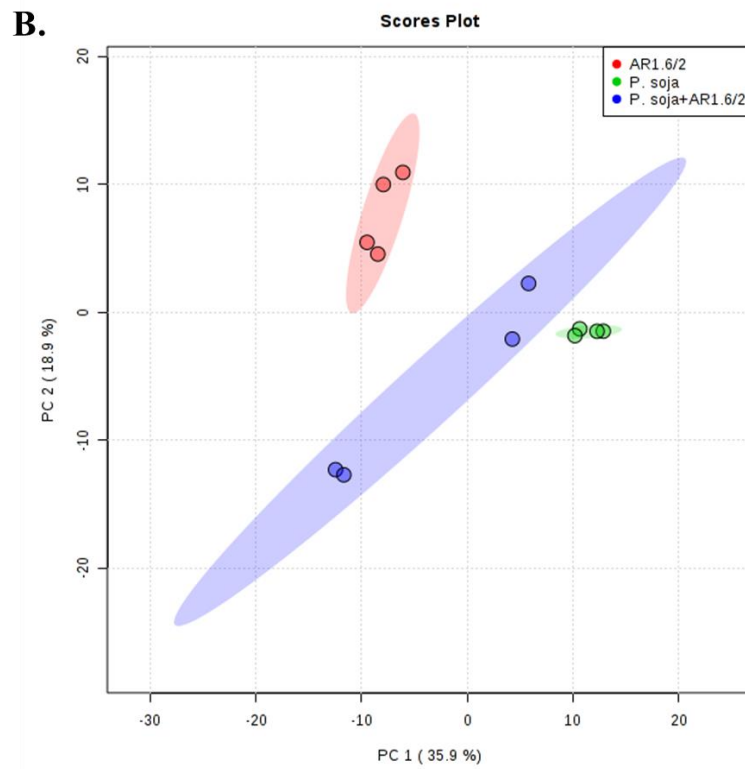 B.
Scores Plot
AR1.6/2
P. soja
P. soja+AR1.6/2
20
10
0
-10
-20
PC 2 ( 18.9 %)
-30 -20 -10 0 10 20
PC 1 ( 35.9 %)